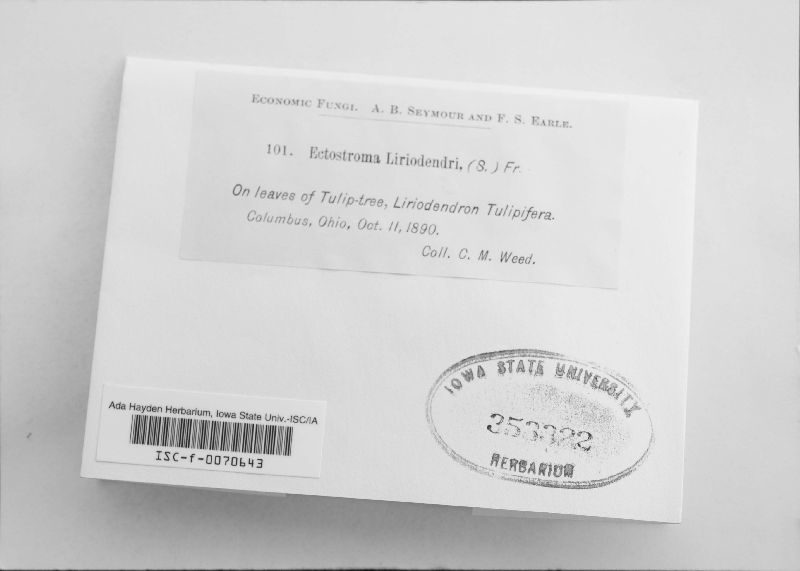 Economic Fungi. A. B. Seymour and F. S. Earle.
101. Ectostroma Liriodendri, (S.) Fr.
On leaves of Tulip-tree, Liriodendron Tulipifera.
Columbus, Ohio, Oct. 11, 1890.
Coll. C. M. Weed.
Ada Hayden Herbarium, Iowa State Univ.-ISC/IA
ISC-f-0070643
IOWA STATE UNIVERSITY
353322
HERBARIUM